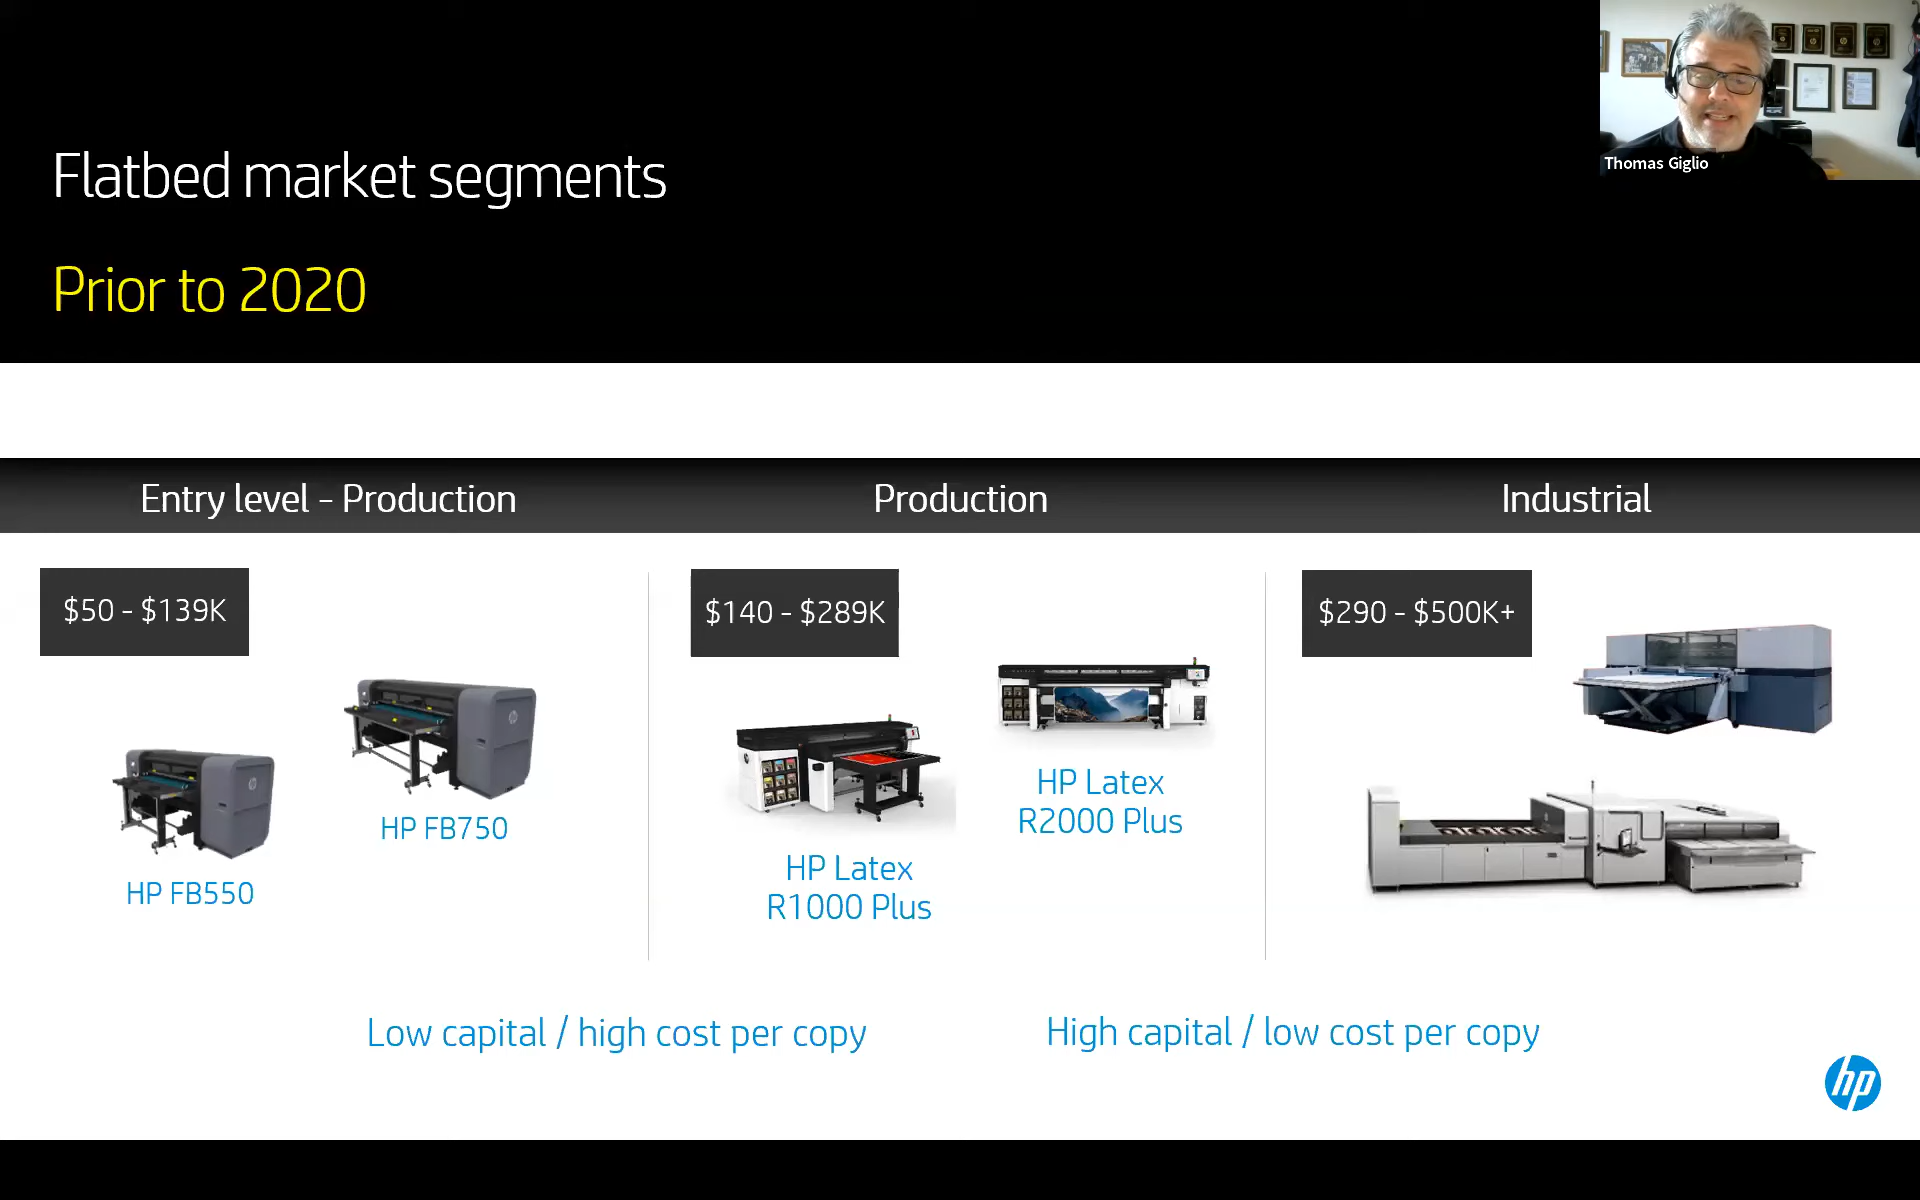 Thomas Giglio
Flatbed market segments
Prior to 2020
Entry level – Production
Production
Industrial
$50 - $139K
$140 - $289K
$290 - $500K+
HP FB550
HP FB750
HP Latex
R1000 Plus
HP Latex
R2000 Plus
Low capital / high cost per copy
High capital / low cost per copy
hp